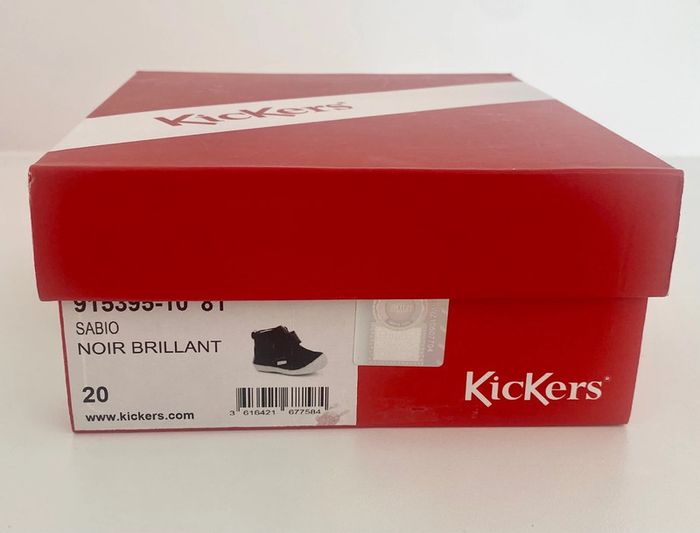 KicKers
915395-10 81
SABIO
NOIR BRILLANT
20
www.kickers.com
3 616421 677584
KicKers